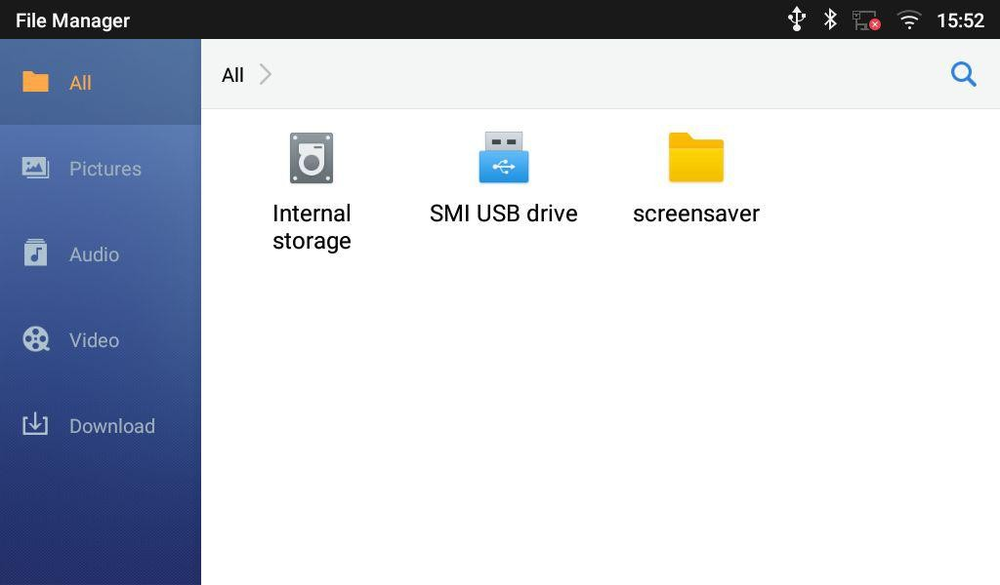 File Manager
15:52
All
Pictures
Audio
Video
Download
All
Internal
storage
SMI USB drive
screensaver